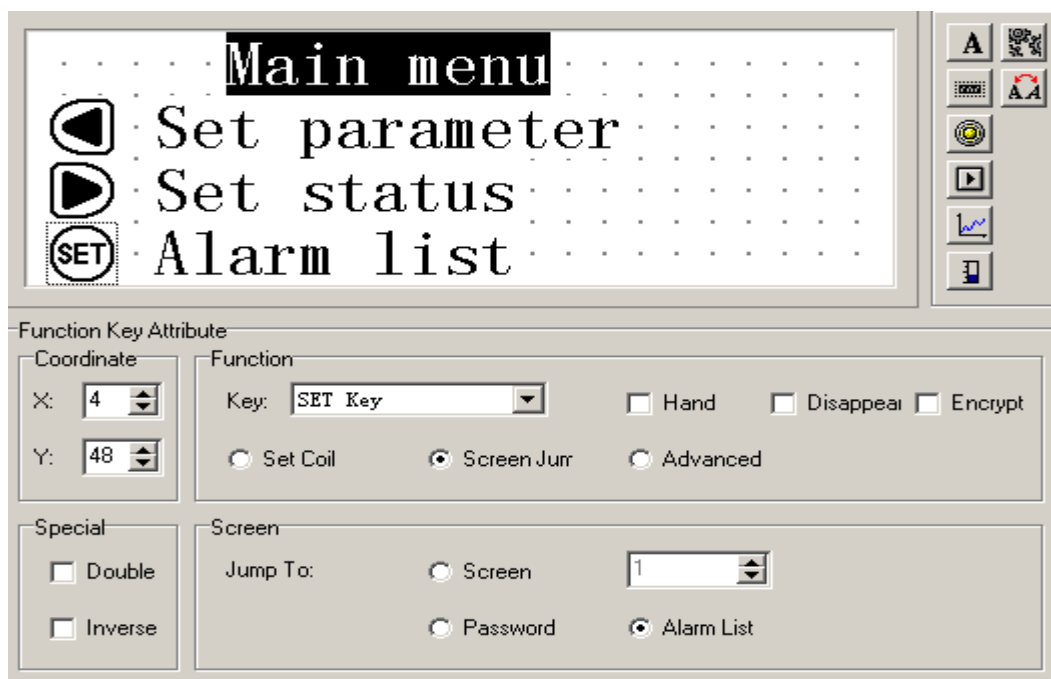 Main menu
Set parameter
Set status
SET Alarm list
A
A A
Function Key Attribute
Coordinate
X: 4
Y: 48
Function
Key: SET Key
Hand
Disappear
Encrypt
Set Coil
Screen Jum
Advanced
Special
Double
Inverse
Screen
Jump To:
Screen
1
Password
Alarm List